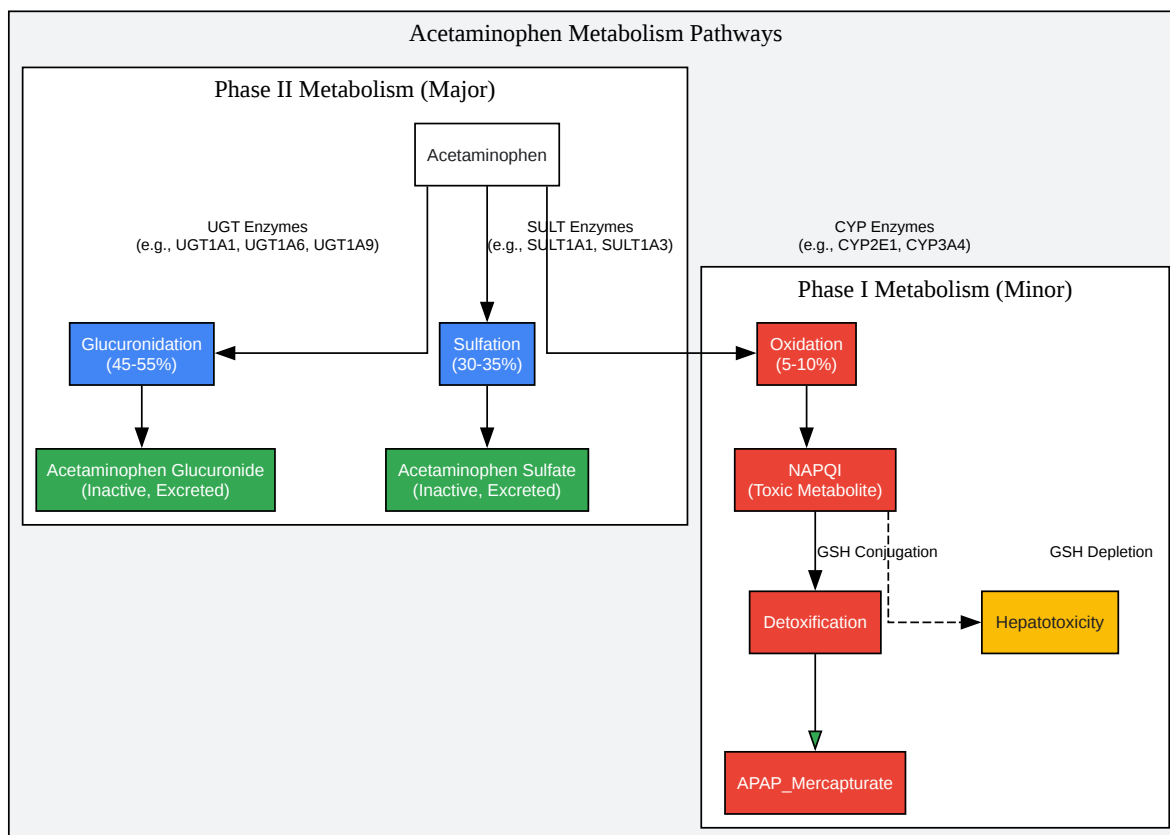 Acetaminophen Metabolism Pathways
Phase II Metabolism (Major)
Acetaminophen
UGT Enzymes
(e.g., UGT1A1, UGT1A6, UGT1A9)
SULT Enzymes
(e.g., SULT1A1, SULT1A3)
CYP Enzymes
(e.g., CYP2E1, CYP3A4)
Phase I Metabolism (Minor)
Glucuronidation
(45-55%)
Sulfation
(30-35%)
Oxidation
(5-10%)
Acetaminophen Glucuronide
(Inactive, Excreted)
Acetaminophen Sulfate
(Inactive, Excreted)
NAPQI
(Toxic Metabolite)
GSH Conjugation
GSH Depletion
Detoxification
Hepatotoxicity
APAP_Mercapturate